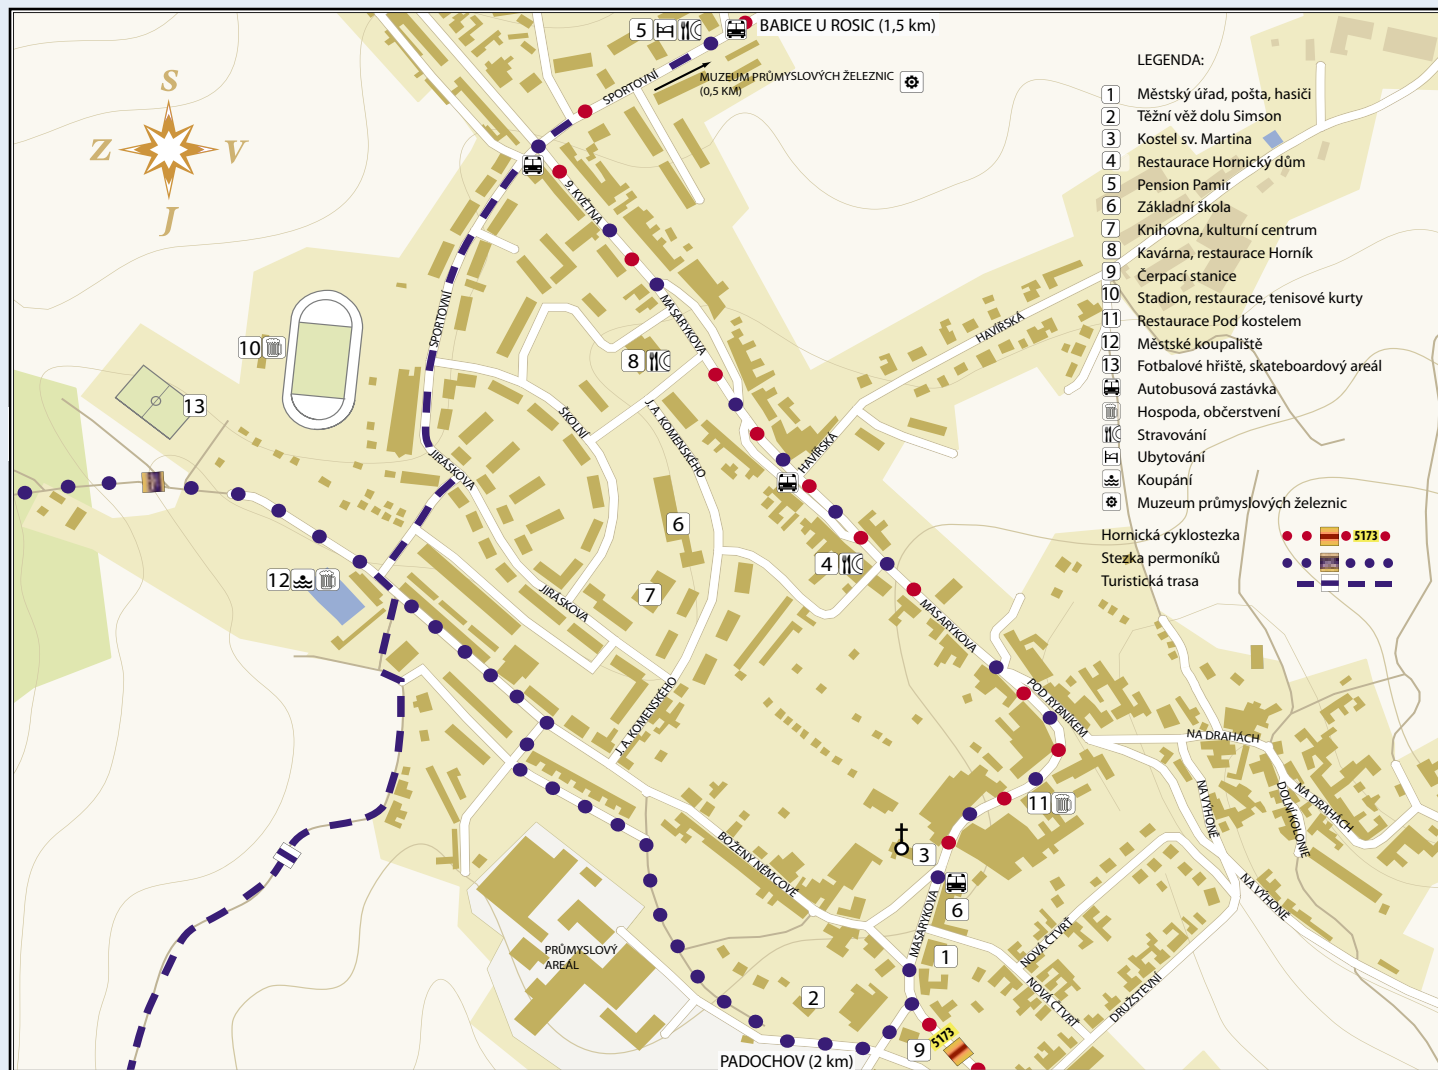 5
BABICE U ROSIC (1,5 km)
SPORTOVNÍ
MUZEUM PRŮMYSLOVÝCH ŽELEZNIC
(0,5 KM)
S
Z
V
J
LEGENDA:
1 Městský úřad, pošta, hasiči
2 Těžní věž dolu Simson
3 Kostel sv. Martina
4 Restaurace Hornický dům
5 Pension Pamir
6 Základní škola
7 Knihovna, kulturní centrum
8 Kavárna, restaurace Horník
9 Čerpací stanice
10 Stadion, restaurace, tenisové kurty
11 Restaurace Pod kostelem
12 Městské koupaliště
13 Fotbalové hřiště, skateboardový areál
Autobusová zastávka
Hospoda, občerstvení
Stravování
Ubytování
Koupání
Muzeum průmyslových železnic
Hornická cyklostezka 5173
Stezka permoníků
Turistická trasa
9. KVĚTNA
SPORTOVNÍ
MASARYKOVA
HAVÍŘSKÁ
10
8
13
ŠKOLNÍ
J. A. KOMENSKÉHO
HAVÍŘSKÁ
JIRÁSKOVA
6
4
12
7
JIRÁSKOVA
MASARYKOVA
J. A. KOMENSKÉHO
POD RYBNÍKEM
NA DRAHÁCH
NA VÝHONĚ
DOLNÍ KOLONIE
NA DRAHÁCH
11
BOŽENY NĚMCOVÉ
3
6
NA VÝHONĚ
MASARYKOVA
NOVÁ ČTVRŤ
1
PRŮMYSLOVÝ
AREÁL
2
NOVÁ ČTVRŤ
DRUŽSTEVNÍ
9
5173
PADOCHOV (2 km)